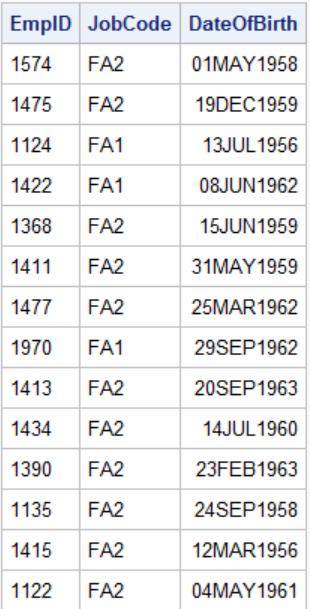 EmpID JobCode DateOfBirth
1574 FA2 01MAY1958
1475 FA2 19DEC1959
1124 FA1 13JUL1956
1422 FA1 08JUN1962
1368 FA2 15JUN1959
1411 FA2 31MAY1959
1477 FA2 25MAR1962
1970 FA1 29SEP1962
1413 FA2 20SEP1963
1434 FA2 14JUL1960
1390 FA2 23FEB1963
1135 FA2 24SEP1958
1415 FA2 12MAR1956
1122 FA2 04MAY1961